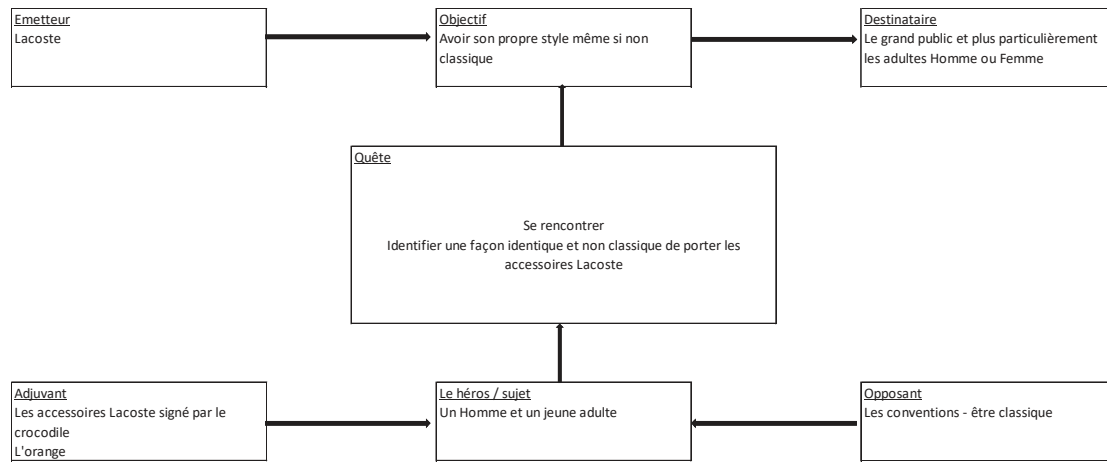 Emetteur
Lacoste
Objectif
Avoir son propre style même si non
classique
Destinataire
Le grand public et plus particulièrement
les adultes Homme ou Femme
Quête
Se rencontrer
Identifier une façon identique et non classique de porter les
accessoires Lacoste
Adjuvant
Les accessoires Lacoste signé par le
crocodile
L'orange
Le héros / sujet
Un Homme et un jeune adulte
Opposant
Les conventions - être classique